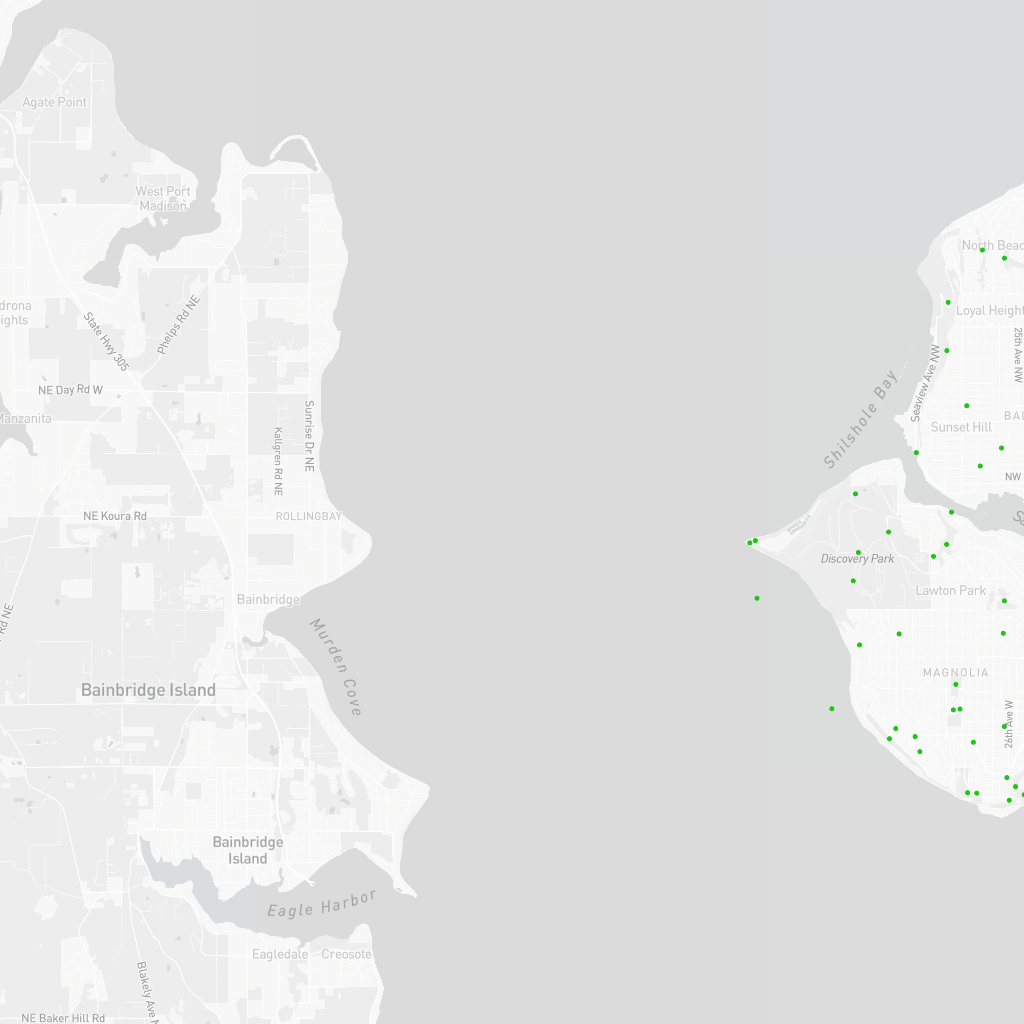 Agate Point
West Port
Madison
North Beac
drona
ights
Phelps Rd NE
State Hwy 305
Loyal Height
25th Ave NW
Seaview Ave NW
NE Day Rd W
Shilshole Bay
Manzanita
Sunrise Dr NE
Kallgren Rd NE
BAL
Sunset Hill
NW
NE Koura Rd
ROLLINGBAY
Discovery Park
Lawton Park
Bainbridge
Rd NE
Murden Cove
MAGNOLIA
Bainbridge Island
26th Ave W
Bainbridge
Island
Eagle Harbor
Eagledale
Creosote
Blakely Ave N
NE Baker Hill Rd